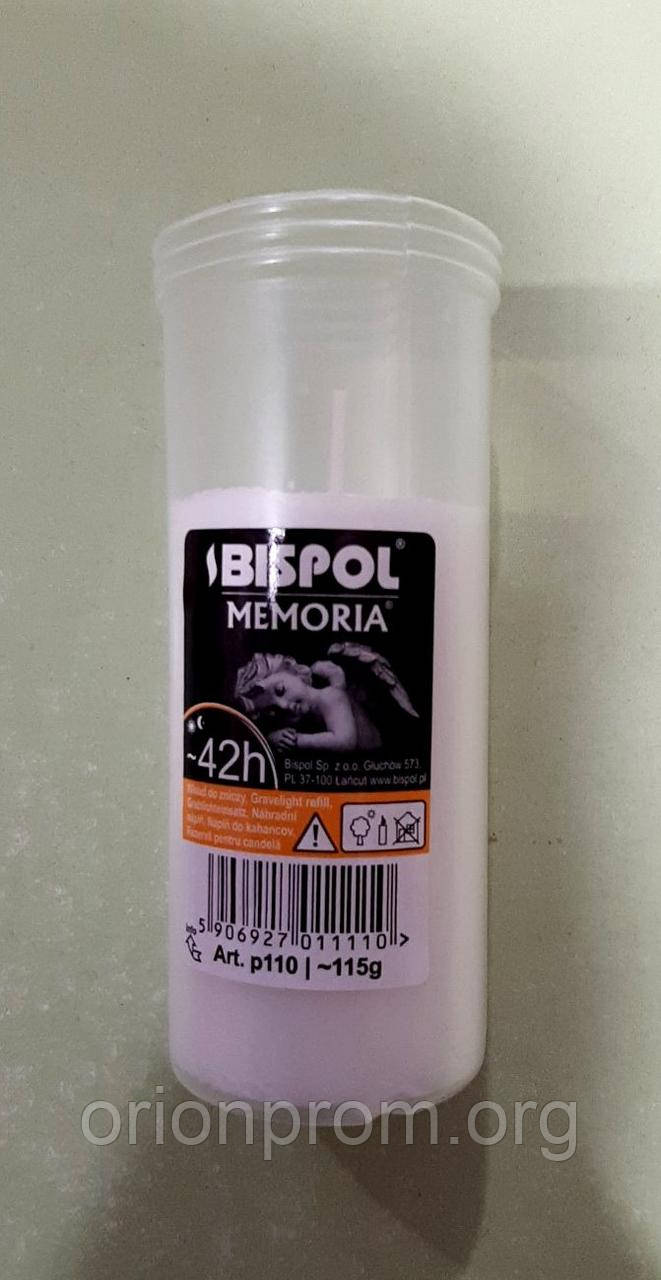 BISPOL®
MEMORIA®
~42h
Bispol Sp. z o.o. Głuchów 573,
PL 37-100 Łańcut www.bispol.pl
Wkład do zniczy, Gravelight refill,
Grablichteinsatz, Náhradní
náplň, Náplň do kahancov,
Rezervă pentru candelă
info
5 906927 011110 >
Art. p110 | ~115g
orionprom.org